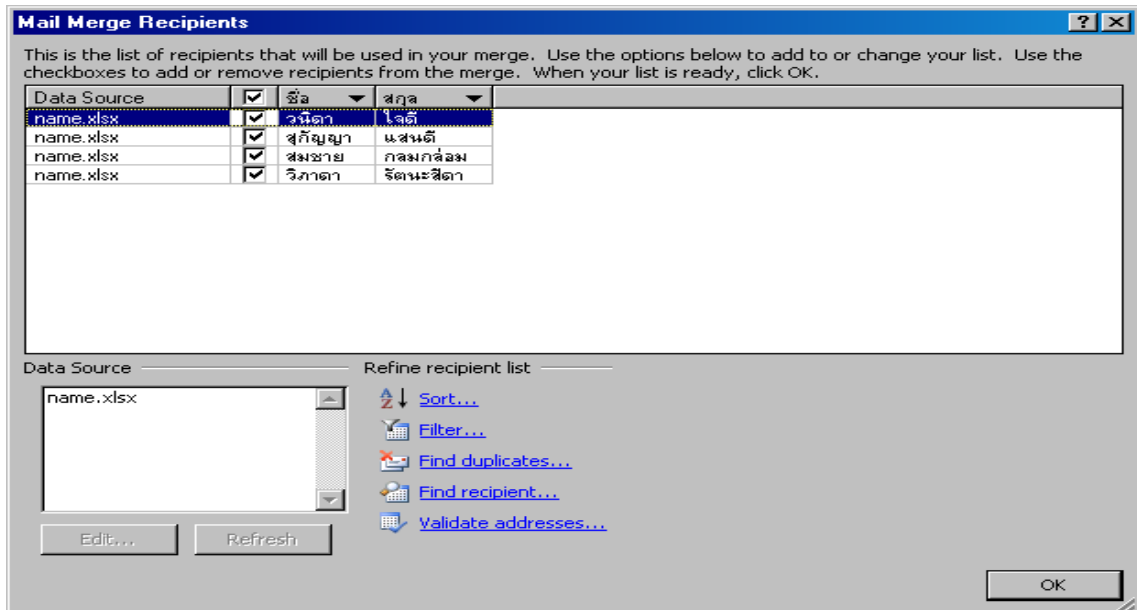 Mail Merge Recipients
This is the list of recipients that will be used in your merge. Use the options below to add to or change your list. Use the
checkboxes to add or remove recipients from the merge. When your list is ready, click OK.
Data Source ชื่อ สกุล
name.xlsx วนิดา ใจดี
name.xlsx สุกัญญา แสนดี
name.xlsx สมชาย กลมกล่อม
name.xlsx วิภาดา รัตนะสีดา
Data Source Refine recipient list
name.xlsx
Sort...
Filter...
Find duplicates...
Find recipient...
Validate addresses...
Edit... Refresh
OK